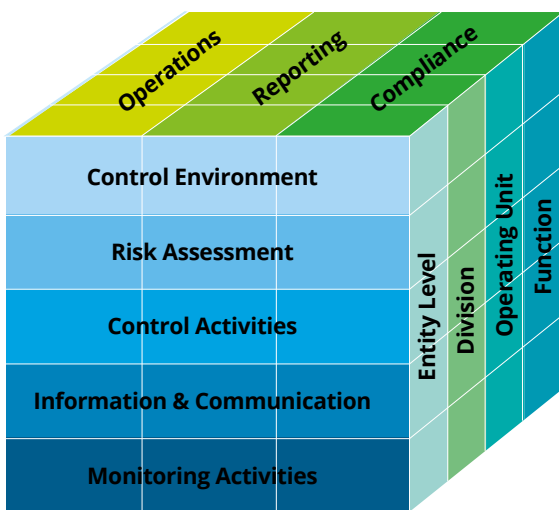 Operations
Reporting
Compliance
Control Environment
Risk Assessment
Control Activities
Information & Communication
Monitoring Activities
Entity Level
Division
Operating Unit
Function